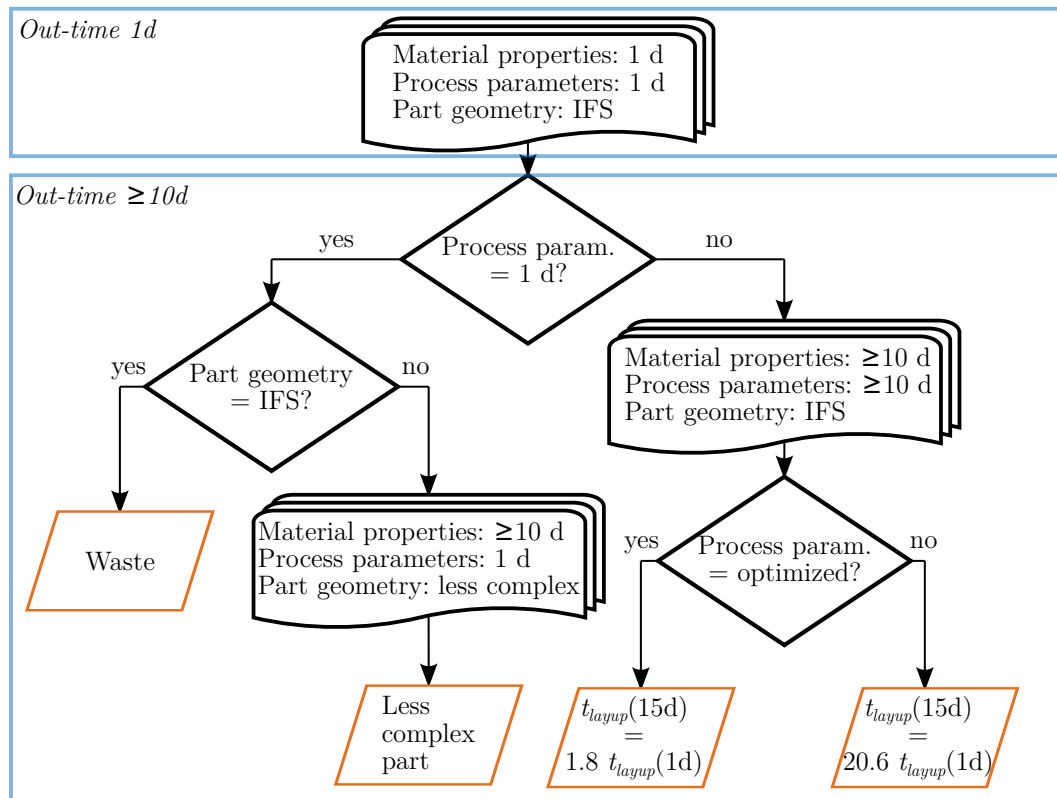 Out-time 1d
Material properties: 1 d
Process parameters: 1 d
Part geometry: IFS
Out-time ≥10d
yes
Process param.
= 1 d?
no
yes
Part geometry
= IFS?
no
Material properties: ≥10 d
Process parameters: ≥10 d
Part geometry: IFS
Waste
Material properties: ≥10 d
Process parameters: 1 d
Part geometry: less complex
yes
Process param.
= optimized?
no
Less
complex
part
t_layup(15d)
=
1.8 t_layup(1d)
t_layup(15d)
=
20.6 t_layup(1d)